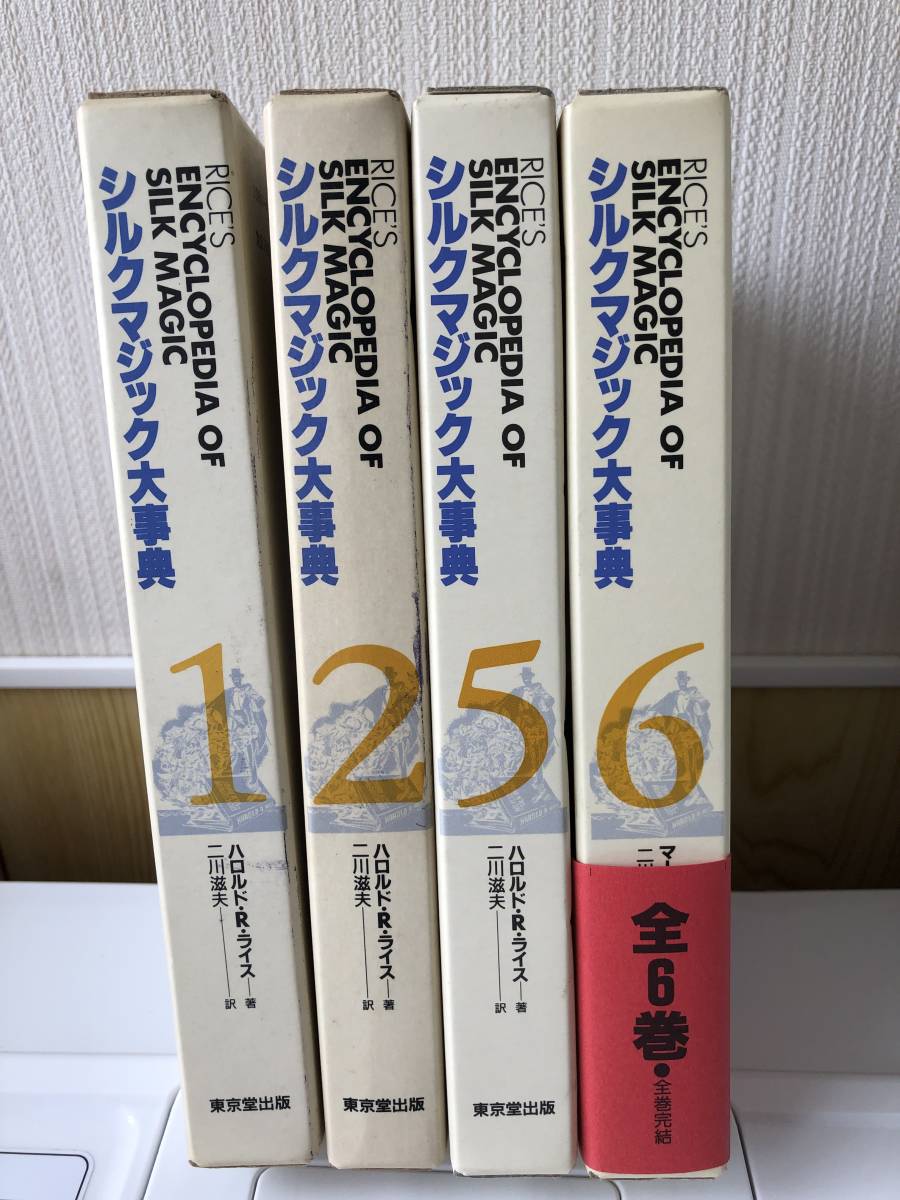 RICE'S
ENCYCLOPEDIA OF
SILK MAGIC
シルクマジック大事典
1
ハロルド・R・ライス—著
二川滋夫—訳
東京堂出版
RICE'S
ENCYCLOPEDIA OF
SILK MAGIC
シルクマジック大事典
2
ハロルド・R・ライス—著
二川滋夫—訳
東京堂出版
RICE'S
ENCYCLOPEDIA OF
SILK MAGIC
シルクマジック大事典
5
ハロルド・R・ライス—著
二川滋夫—訳
東京堂出版
RICE'S
ENCYCLOPEDIA OF
SILK MAGIC
シルクマジック大事典
6
マー
二川
全6巻●全巻完結